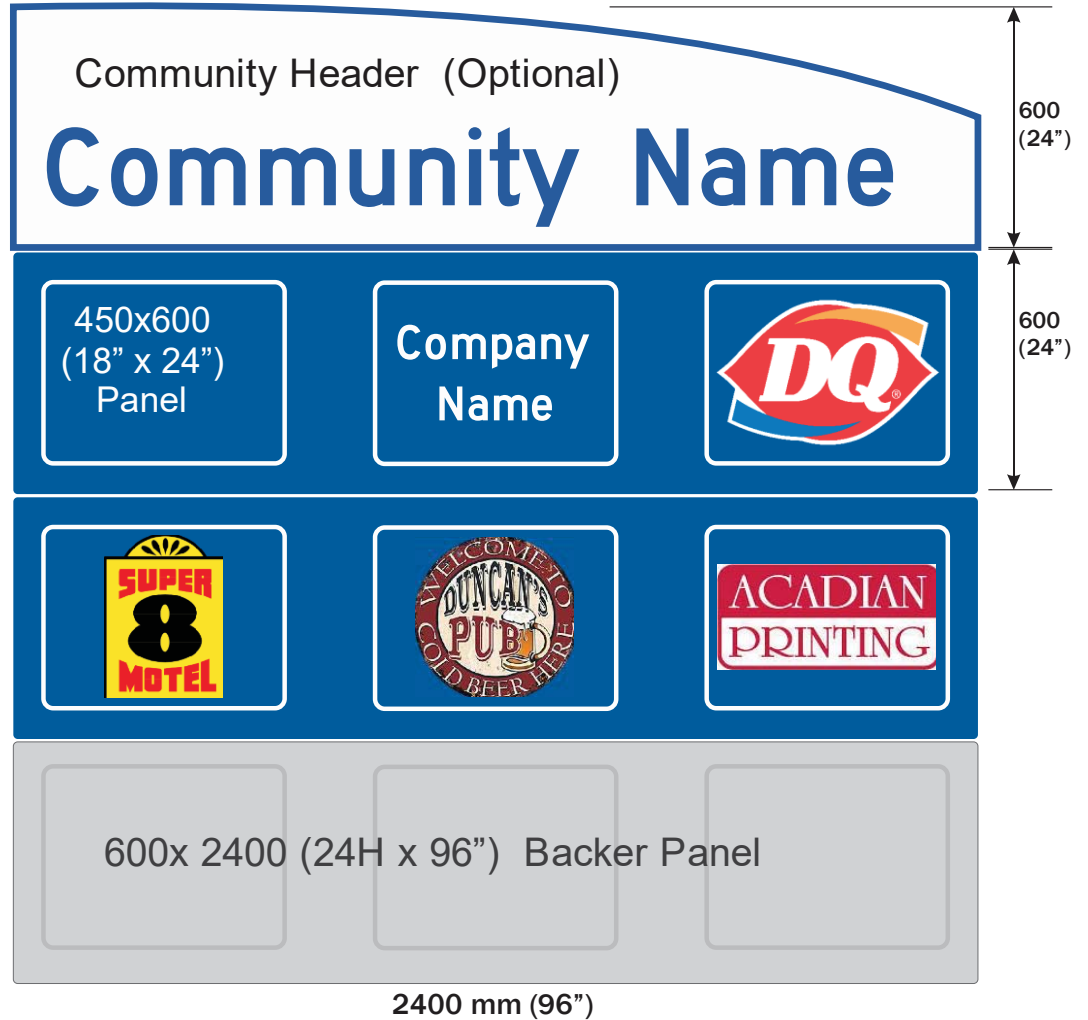 Community Header (Optional)
Community Name
600
(24”)
450x600
(18” x 24”)
Panel
Company
Name
DQ®
600
(24”)
SUPER
8
MOTEL
WELCOME TO
DUNCAN'S
PUB
COLD BEER HERE
ACADIAN
PRINTING
600x 2400 (24H x 96”) Backer Panel
2400 mm (96”)